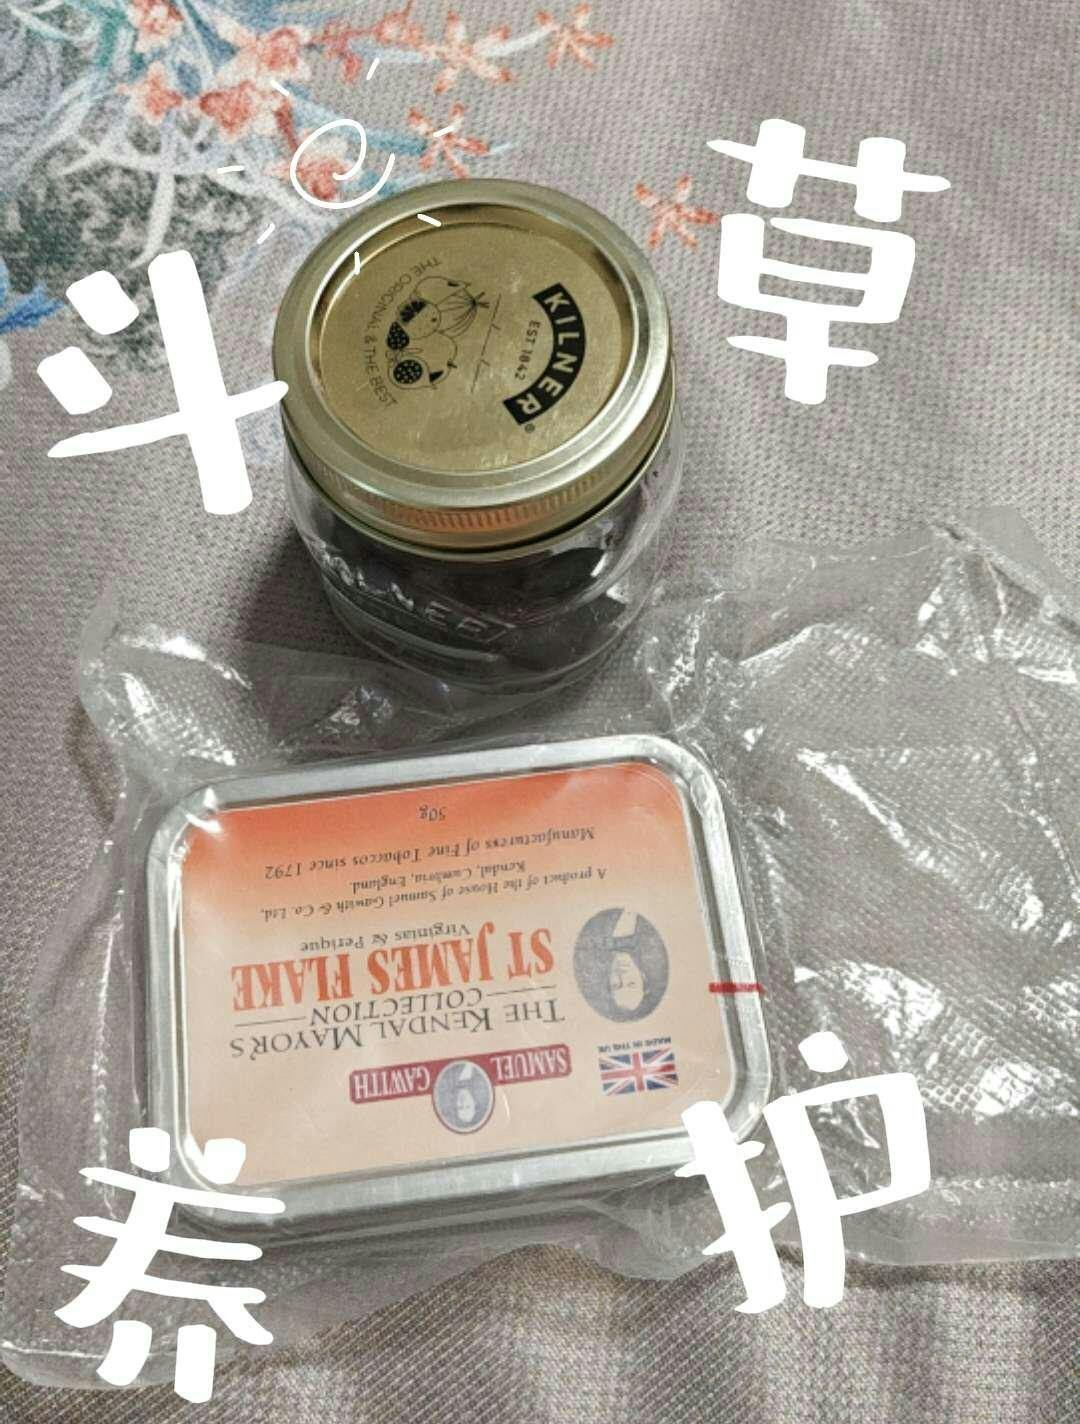 斗草
养护
KILNER®
EST 1842
THE ORIGINAL & THE BEST
KILNER
SAMUEL GAWITH
MADE IN THE UK
THE KENDAL MAYOR'S
COLLECTION
ST JAMES FLAKE
Virginias & Perique
A product of the House of Samuel Gawith & Co. Ltd,
Kendal, Cumbria, England.
Manufacturers of Fine Tobaccos since 1792
50g